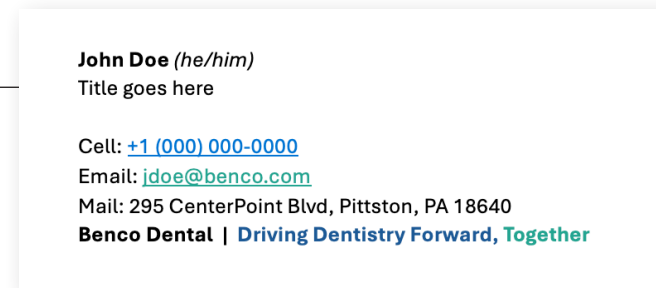 John Doe (he/him)
Title goes here
Cell: +1 (000) 000-0000
Email: jdoe@benco.com
Mail: 295 CenterPoint Blvd, Pittston, PA 18640
Benco Dental | Driving Dentistry Forward, Together